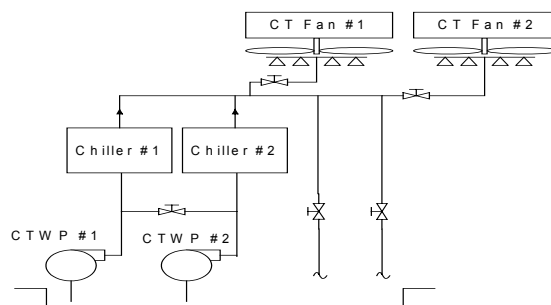 CT Fan #1
CT Fan #2
Chiller #1
Chiller #2
CTWP #1
CTWP #2